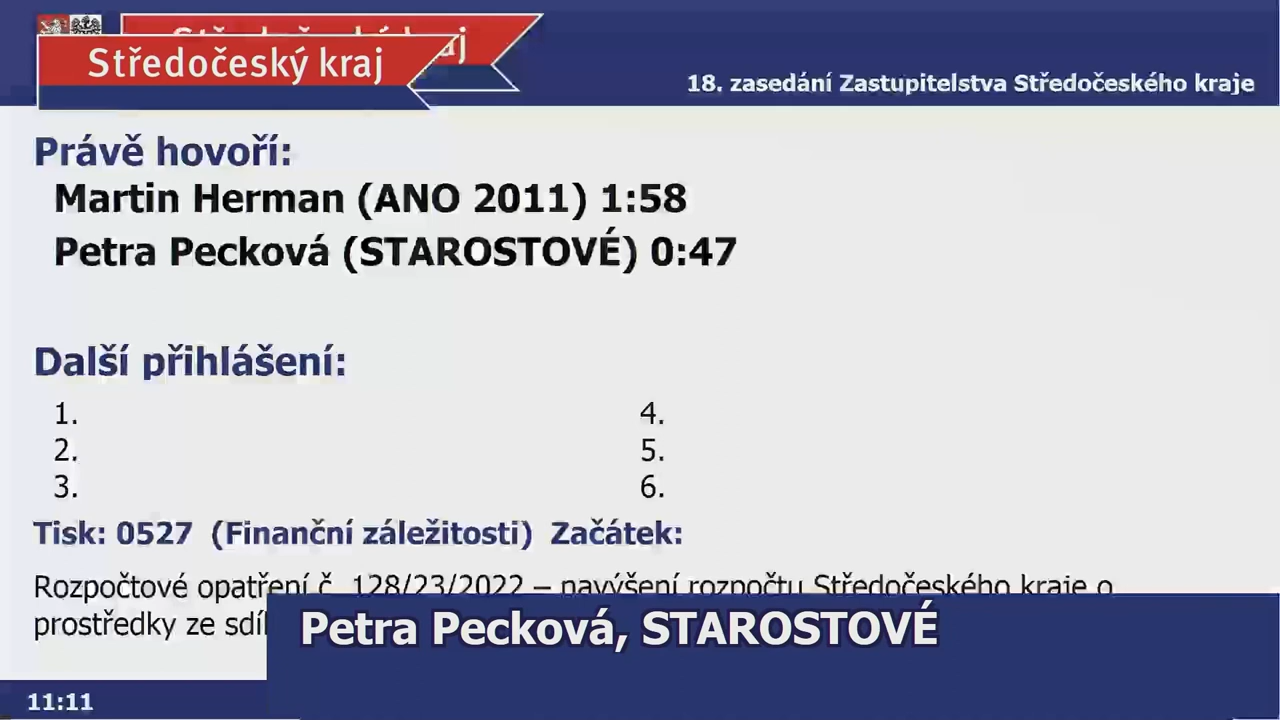 Středočeský kraj
18. zasedání Zastupitelstva Středočeského kraje
Právě hovoří:
Martin Herman (ANO 2011) 1:58
Petra Pecková (STAROSTOVÉ) 0:47
Další přihlášení:
1.
2.
3.
4.
5.
6.
Tisk: 0527 (Finanční záležitosti) Začátek:
Rozpočtové opatření č. 128/23/2022 – navýšení rozpočtu Středočeského kraje o
prostředky ze
Petra Pecková, STAROSTOVÉ
11:11